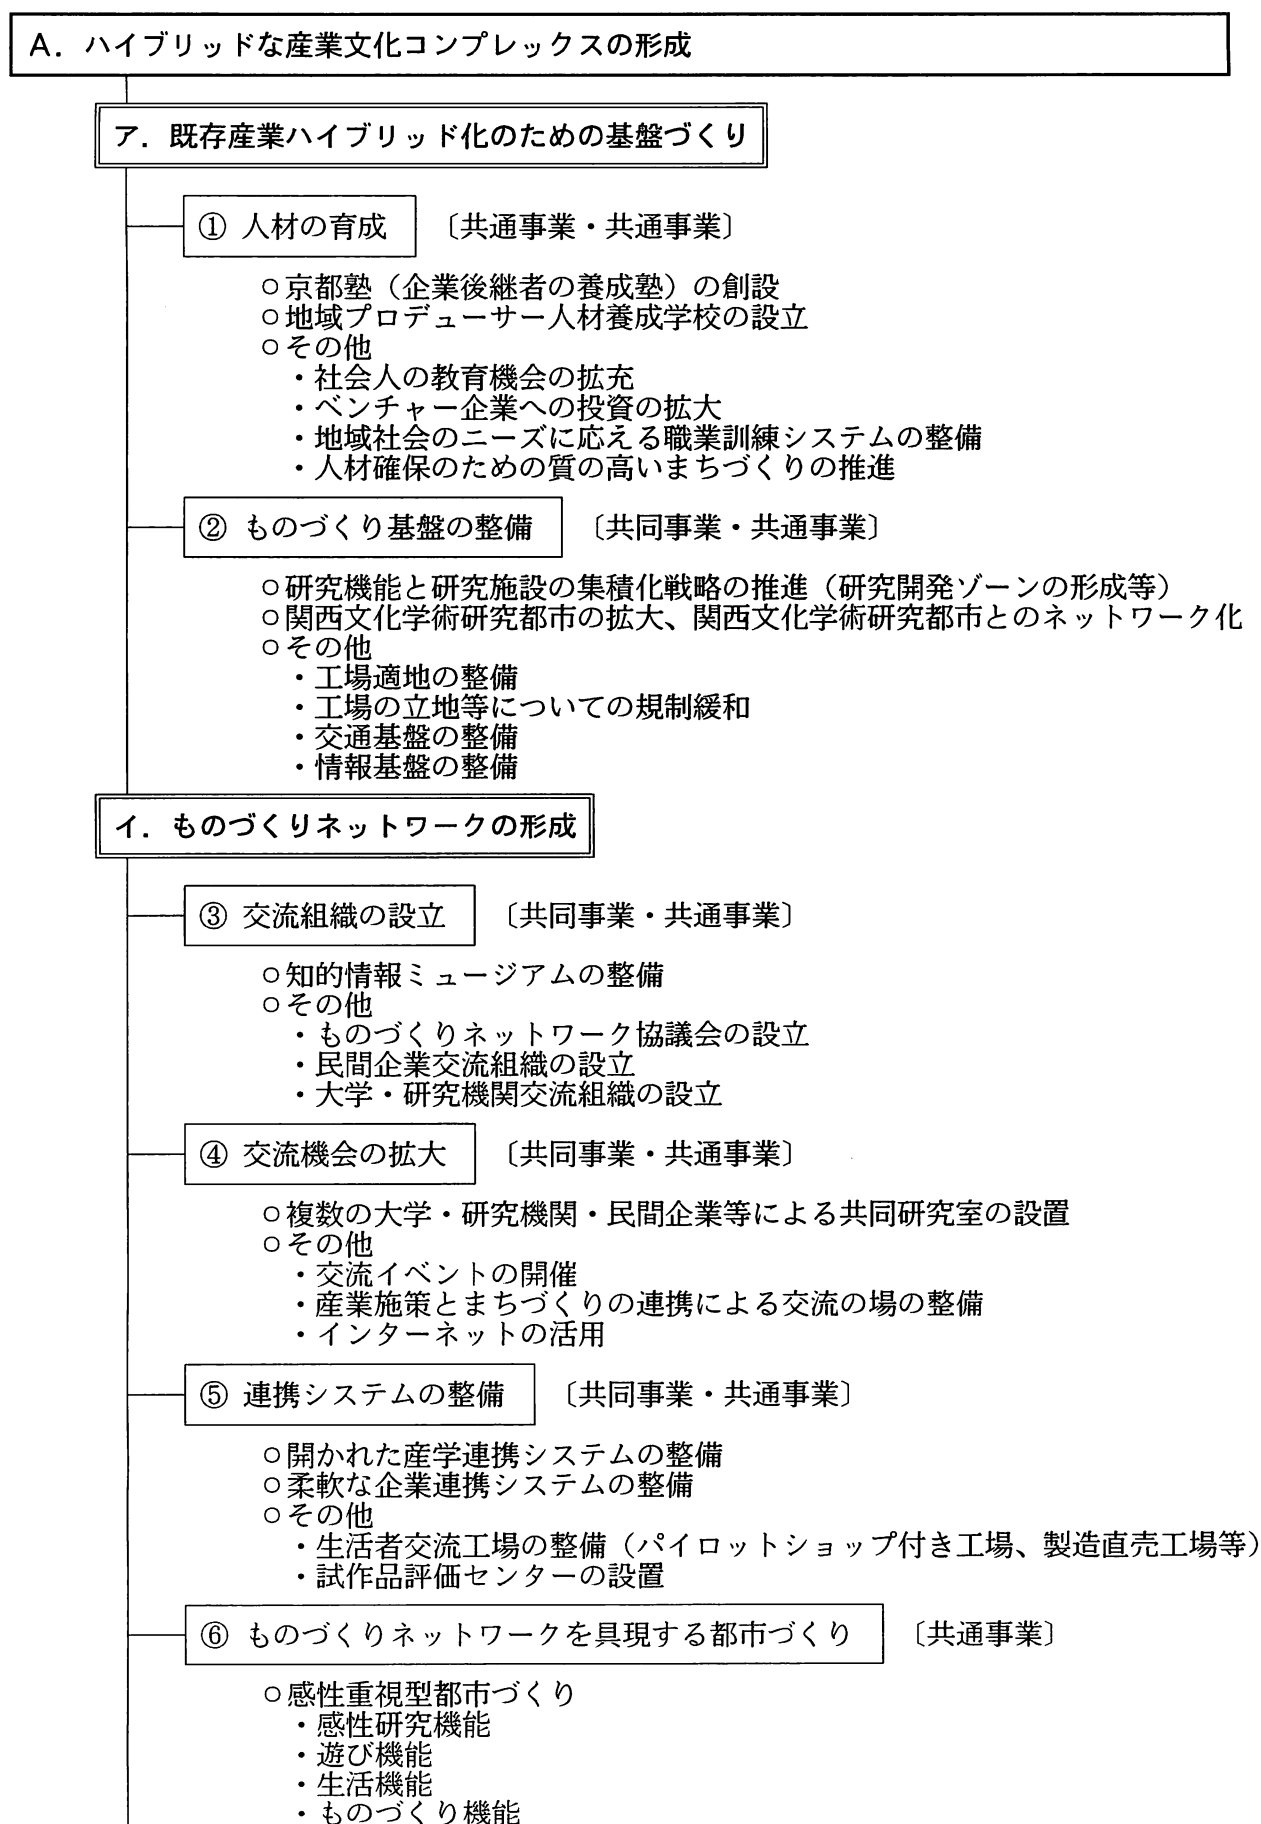 A．ハイブリッドな産業文化コンプレックスの形成
ア．既存産業ハイブリッド化のための基盤づくり
① 人材の育成 〔共通事業・共通事業〕
○京都塾（企業後継者の養成塾）の創設
○地域プロデューサー人材養成学校の設立
○その他
・社会人の教育機会の拡充
・ベンチャー企業への投資の拡大
・地域社会のニーズに応える職業訓練システムの整備
・人材確保のための質の高いまちづくりの推進
② ものづくり基盤の整備 〔共同事業・共通事業〕
○研究機能と研究施設の集積化戦略の推進（研究開発ゾーンの形成等）
○関西文化学術研究都市の拡大、関西文化学術研究都市とのネットワーク化
○その他
・工場適地の整備
・工場の立地等についての規制緩和
・交通基盤の整備
・情報基盤の整備
イ．ものづくりネットワークの形成
③ 交流組織の設立 〔共同事業・共通事業〕
○知的情報ミュージアムの整備
○その他
・ものづくりネットワーク協議会の設立
・民間企業交流組織の設立
・大学・研究機関交流組織の設立
④ 交流機会の拡大 〔共同事業・共通事業〕
○複数の大学・研究機関・民間企業等による共同研究室の設置
○その他
・交流イベントの開催
・産業施策とまちづくりの連携による交流の場の整備
・インターネットの活用
⑤ 連携システムの整備 〔共同事業・共通事業〕
○開かれた産学連携システムの整備
○柔軟な企業連携システムの整備
○その他
・生活者交流工場の整備（パイロットショップ付き工場、製造直売工場等）
・試作品評価センターの設置
⑥ ものづくりネットワークを具現する都市づくり 〔共通事業〕
○感性重視型都市づくり
・感性研究機能
・遊び機能
・生活機能
・ものづくり機能